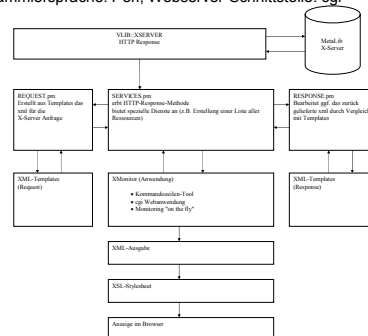 Programmiersprache: Perl, Webserver-Schnittstelle: cgi
VLIB::XSERVER
HTTP Response
MetaLib
X-Server
REQUEST.pm
Erstellt aus Templates das
xml für die
X-Server Anfrage
SERVICES.pm
erbt HTTP-Response-Methode
bietet spezielle Dienste an (z.B. Erstellung einer Liste aller
Ressourcen)
RESPONSE.pm
Bearbeitet ggf. das zurück
gelieferte xml durch Vergleich
mit Templates
XML-Templates
(Request)
XMonitor (Anwendung)
• Kommandozeilen-Tool
• cgi Webanwendung
• Monitoring "on the fly"
XML-Templates
(Response)
XML-Ausgabe
XSL-Stylesheet
Anzeige im Browser